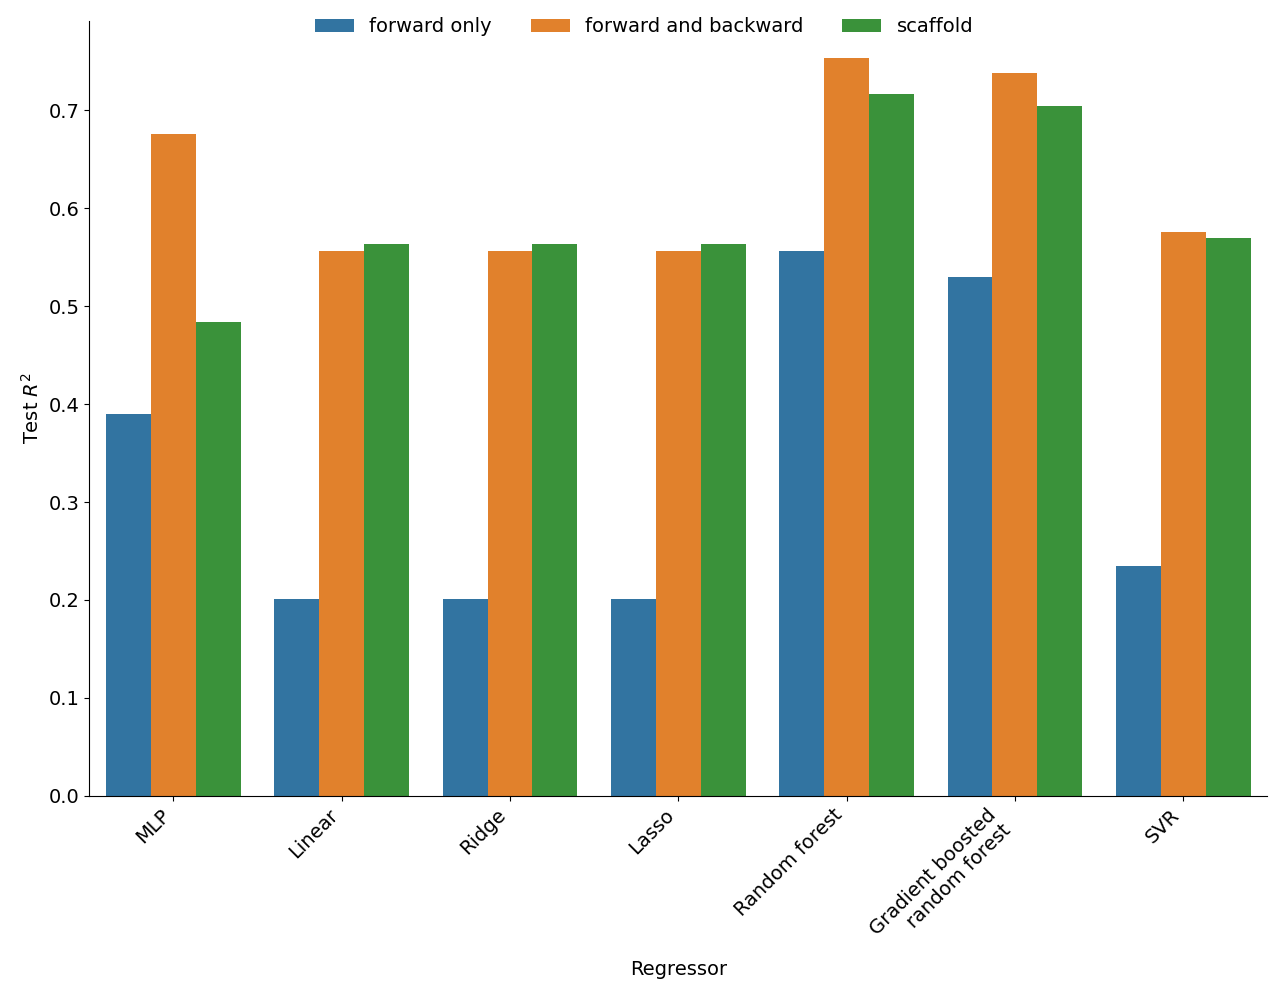 forward only
forward and backward
scaffold
Test R²
0.7
0.6
0.5
0.4
0.3
0.2
0.1
0.0
MLP
Linear
Ridge
Lasso
Random forest
Gradient boosted
random forest
SVR
Regressor